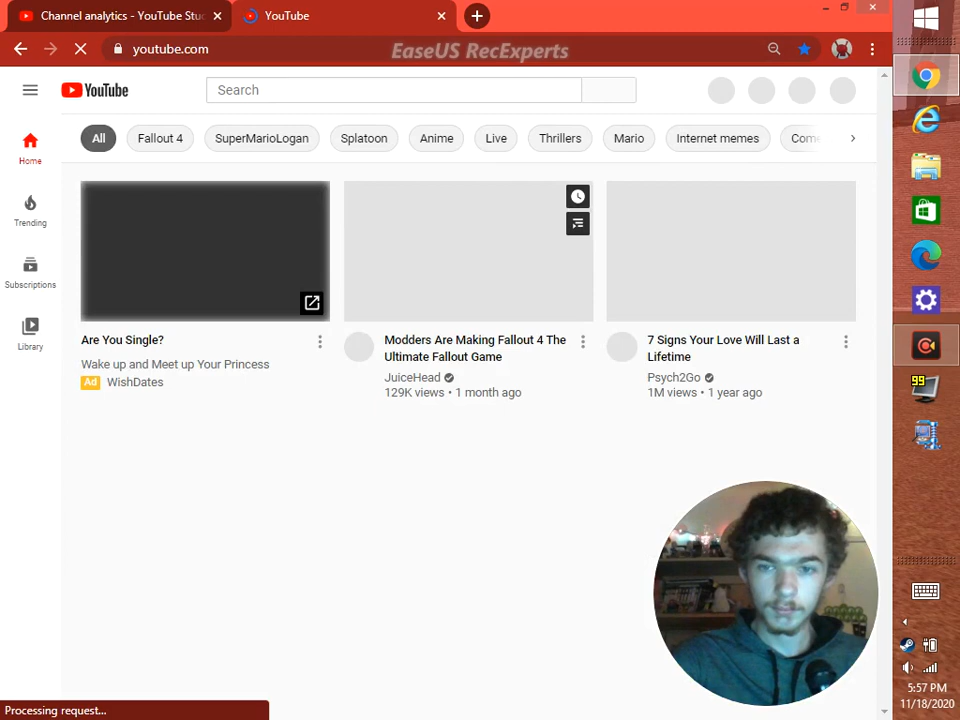 Channel analytics - YouTube Stu
YouTube
youtube.com
EaseUS RecExperts
YouTube
Search
All
Fallout 4
SuperMarioLogan
Splatoon
Anime
Live
Thrillers
Mario
Internet memes
Come
Home
Trending
Subscriptions
Library
Are You Single?
Wake up and Meet up Your Princess
Ad WishDates
Modders Are Making Fallout 4 The
Ultimate Fallout Game
JuiceHead
129K views • 1 month ago
7 Signs Your Love Will Last a
Lifetime
Psych2Go
1M views • 1 year ago
99
Processing request...
5:57 PM
11/18/2020